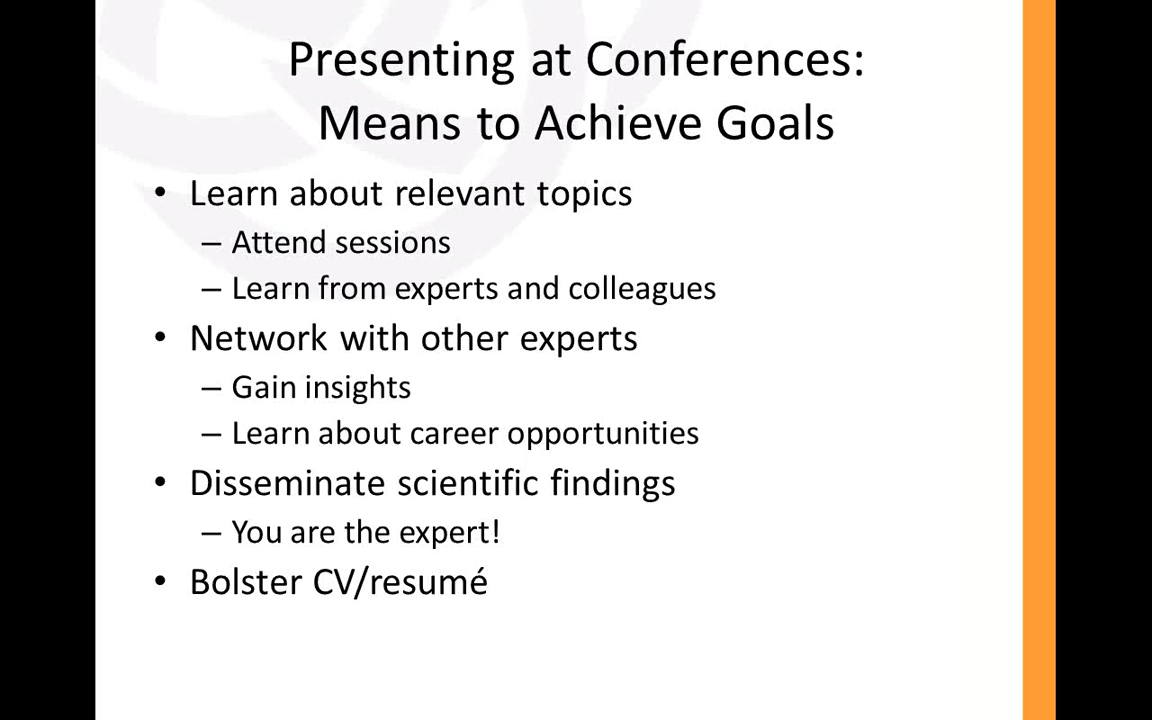 Presenting at Conferences:
Means to Achieve Goals
• Learn about relevant topics
– Attend sessions
– Learn from experts and colleagues
• Network with other experts
– Gain insights
– Learn about career opportunities
• Disseminate scientific findings
– You are the expert!
• Bolster CV/resumé